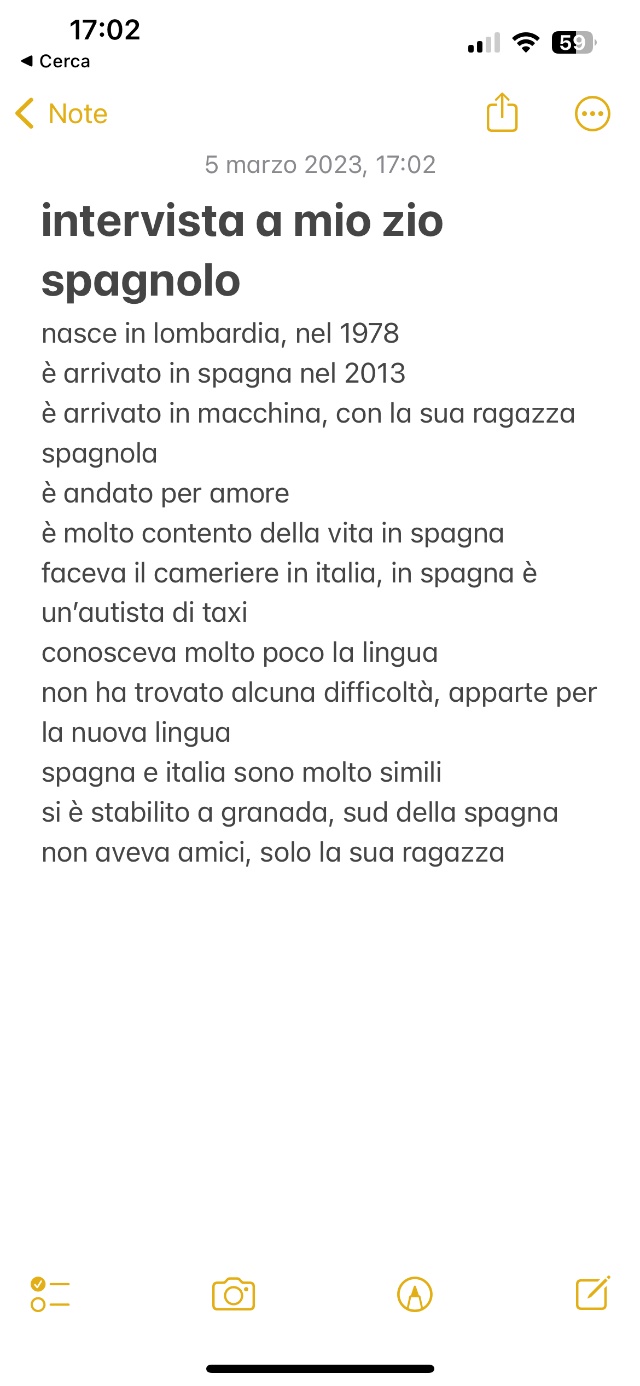 17:02
59
◀ Cerca
Note
5 marzo 2023, 17:02
intervista a mio zio
spagnolo
nasce in lombardia, nel 1978
è arrivato in spagna nel 2013
è arrivato in macchina, con la sua ragazza
spagnola
è andato per amore
è molto contento della vita in spagna
faceva il cameriere in italia, in spagna è
un’autista di taxi
conosceva molto poco la lingua
non ha trovato alcuna difficoltà, apparte per
la nuova lingua
spagna e italia sono molto simili
si è stabilito a granada, sud della spagna
non aveva amici, solo la sua ragazza